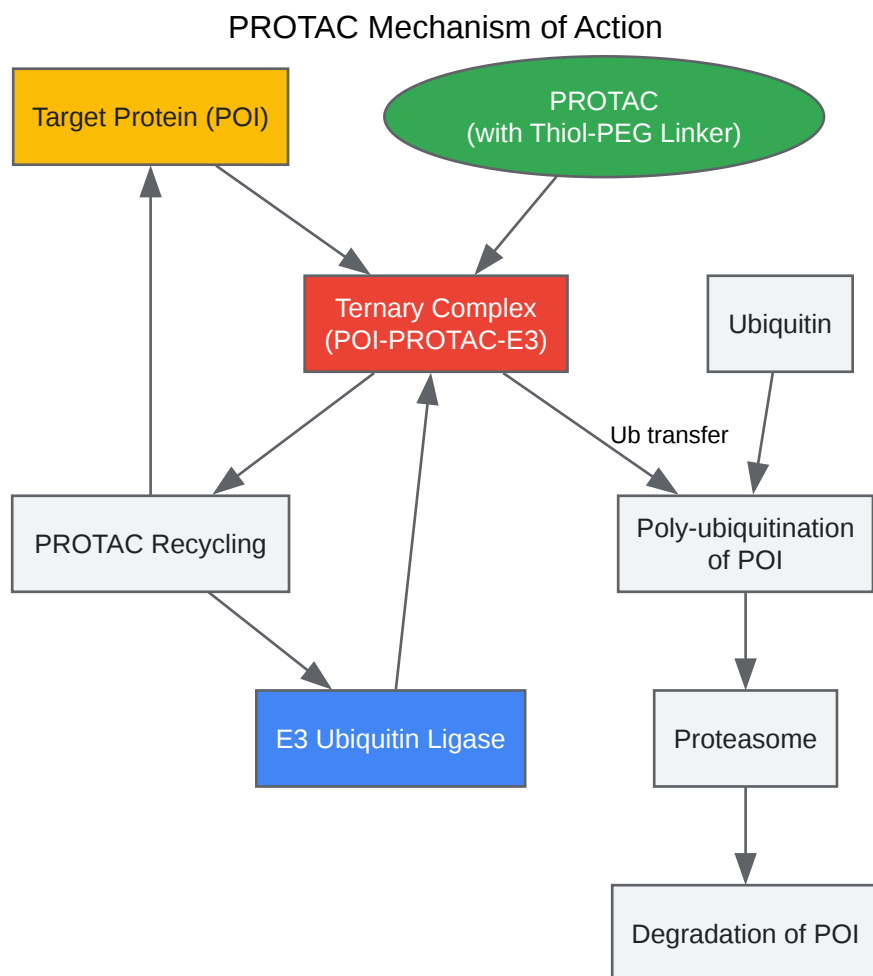 PROTAC Mechanism of Action
Target Protein (POI)
PROTAC
(with Thiol-PEG Linker)
Ternary Complex
(POI-PROTAC-E3)
Ubiquitin
Ub transfer
PROTAC Recycling
Poly-ubiquitination
of POI
E3 Ubiquitin Ligase
Proteasome
Degradation of POI